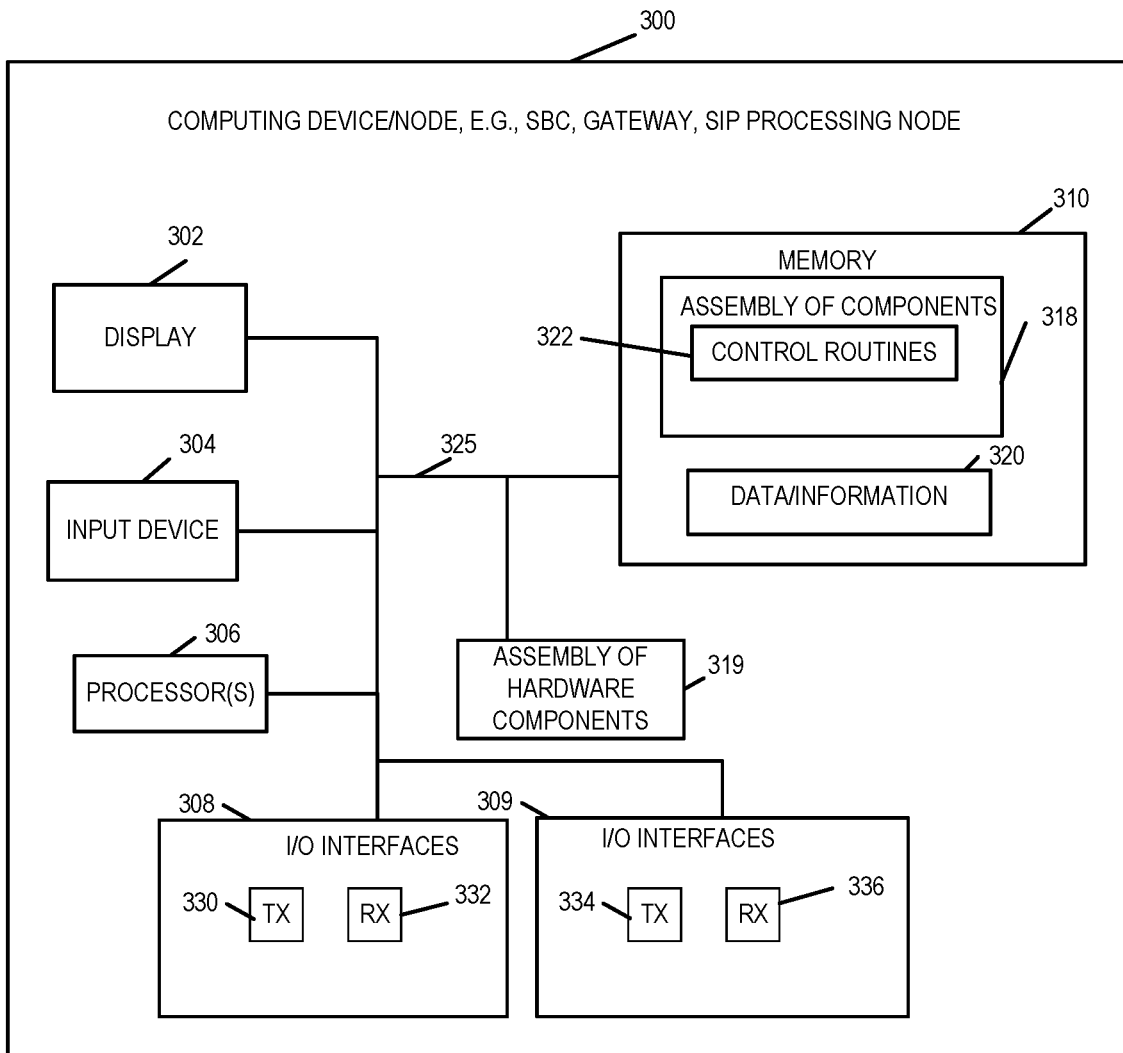 300
COMPUTING DEVICE/NODE, E.G., SBC, GATEWAY, SIP PROCESSING NODE
310
302
MEMORY
ASSEMBLY OF COMPONENTS
318
DISPLAY
322
CONTROL ROUTINES
304
325
320
DATA/INFORMATION
INPUT DEVICE
306
ASSEMBLY OF
HARDWARE
COMPONENTS
319
PROCESSOR(S)
308
309
I/O INTERFACES
I/O INTERFACES
330
TX
RX
332
334
TX
RX
336